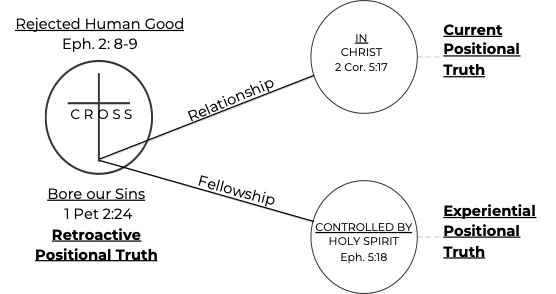 Rejected Human Good
Eph. 2: 8-9
CROSS
Bore our Sins
1 Pet 2:24
Retroactive
Positional Truth
Relationship
Fellowship
IN
CHRIST
2 Cor. 5:17
Current
Positional
Truth
CONTROLLED BY
HOLY SPIRIT
Eph. 5:18
Experiential
Positional
Truth